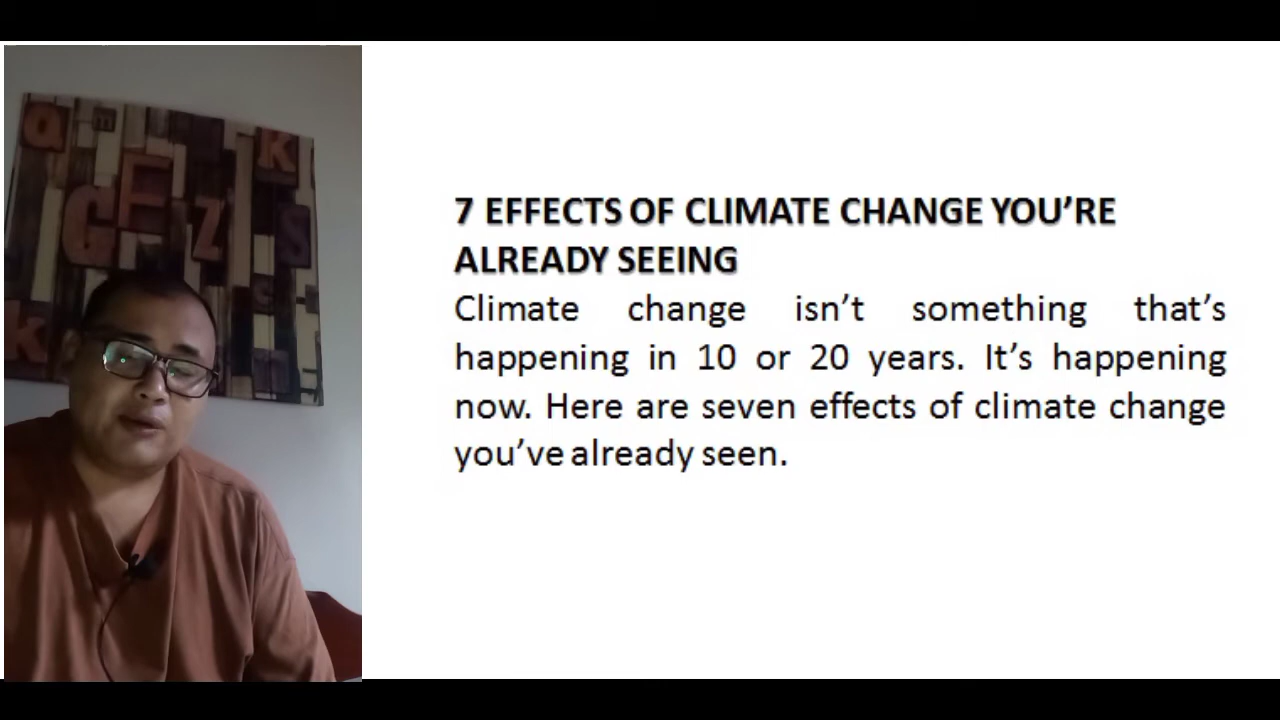 a
m
k
E
G
Z
S
k
7 EFFECTS OF CLIMATE CHANGE YOU'RE
ALREADY SEEING
Climate change isn't something that's
happening in 10 or 20 years. It's happening
now. Here are seven effects of climate change
you've already seen.